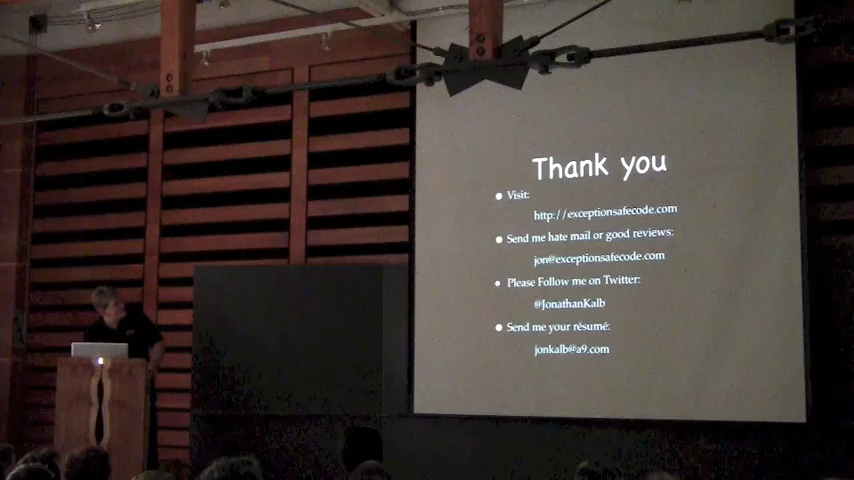 Thank you
Visit:
http://exceptionsafecode.com
Send me hate mail or good reviews:
jon@exceptionsafecode.com
Please Follow me on Twitter:
@JonathanKalb
Send me your résumé:
jonkalb@a9.com